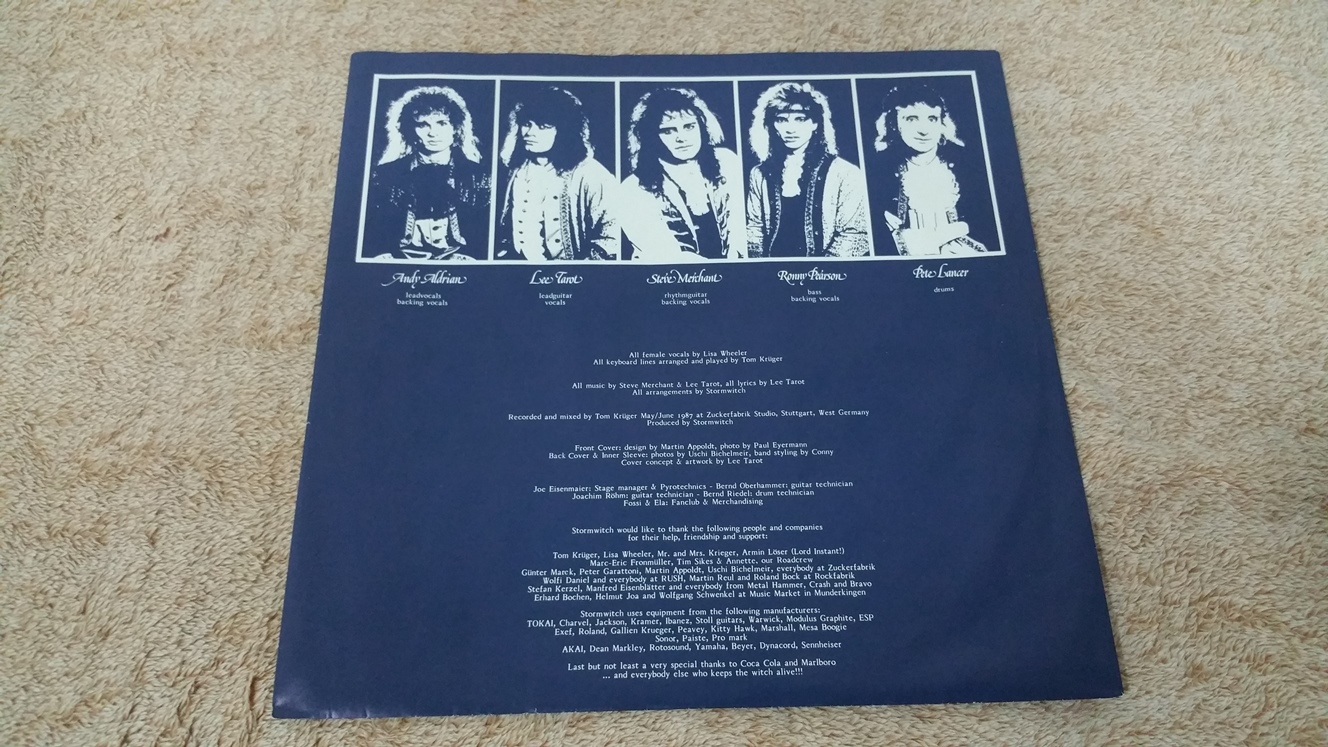 Andy Aldrian
leadvocals
backing vocals
Lee Tarot
leadguitar
vocals
Steve Merchant
rhythmguitar
backing vocals
Ronny Pearson
bass
backing vocals
Pete Lancer
drums
All female vocals by Lisa Wheeler
All keyboard lines arranged and played by Tom Krüger
All music by Steve Merchant & Lee Tarot, all lyrics by Lee Tarot
All arrangements by Stormwitch
Recorded and mixed by Tom Krüger May/June 1987 at Zuckerfabrik Studio, Stuttgart, West Germany
Produced by Stormwitch
Front Cover: design by Martin Appoldt, photo by Paul Eyermann
Back Cover & Inner Sleeve: photos by Uschi Bichelmeir, band styling by Conny
Cover concept & artwork by Lee Tarot
Joe Eisenmaier: Stage manager & Pyrotechnics - Bernd Oberhammer: guitar technician
Joachim Röhm: guitar technician - Bernd Riedel: drum technician
Fossi & Ela: Fanclub & Merchandising
Stormwitch would like to thank the following people and companies
for their help, friendship and support:
Tom Krüger, Lisa Wheeler, Mr. and Mrs. Krieger, Armin Löser (Lord Instant!)
Marc-Eric Fronmüller, Tim Sikes & Annette, our Roadcrew
Günter Marek, Peter Garattoni, Martin Appoldt, Uschi Bichelmeir, everybody at Zuckerfabrik
Wolfi Daniel and everybody at RUSH, Martin Reul and Roland Bock at Rockfabrik
Stefan Kerzel, Manfred Eisenblätter and everybody from Metal Hammer, Crash and Bravo
Erhard Bochen, Helmut Joa and Wolfgang Schwenkel at Music Market in Munderkingen
Stormwitch uses equipment from the following manufacturers:
TOKAI, Charvel, Jackson, Kramer, Ibanez, Stoll guitars, Warwick, Modulus Graphite, ESP
Exef, Roland, Gallien Krueger, Peavey, Kitty Hawk, Marshall, Mesa Boogie
Sonor, Paiste, Pro mark
AKAI, Dean Markley, Rotosound, Yamaha, Beyer, Dynacord, Sennheiser
Last but not least a very special thanks to Coca Cola and Marlboro
... and everybody else who keeps the witch alive!!!